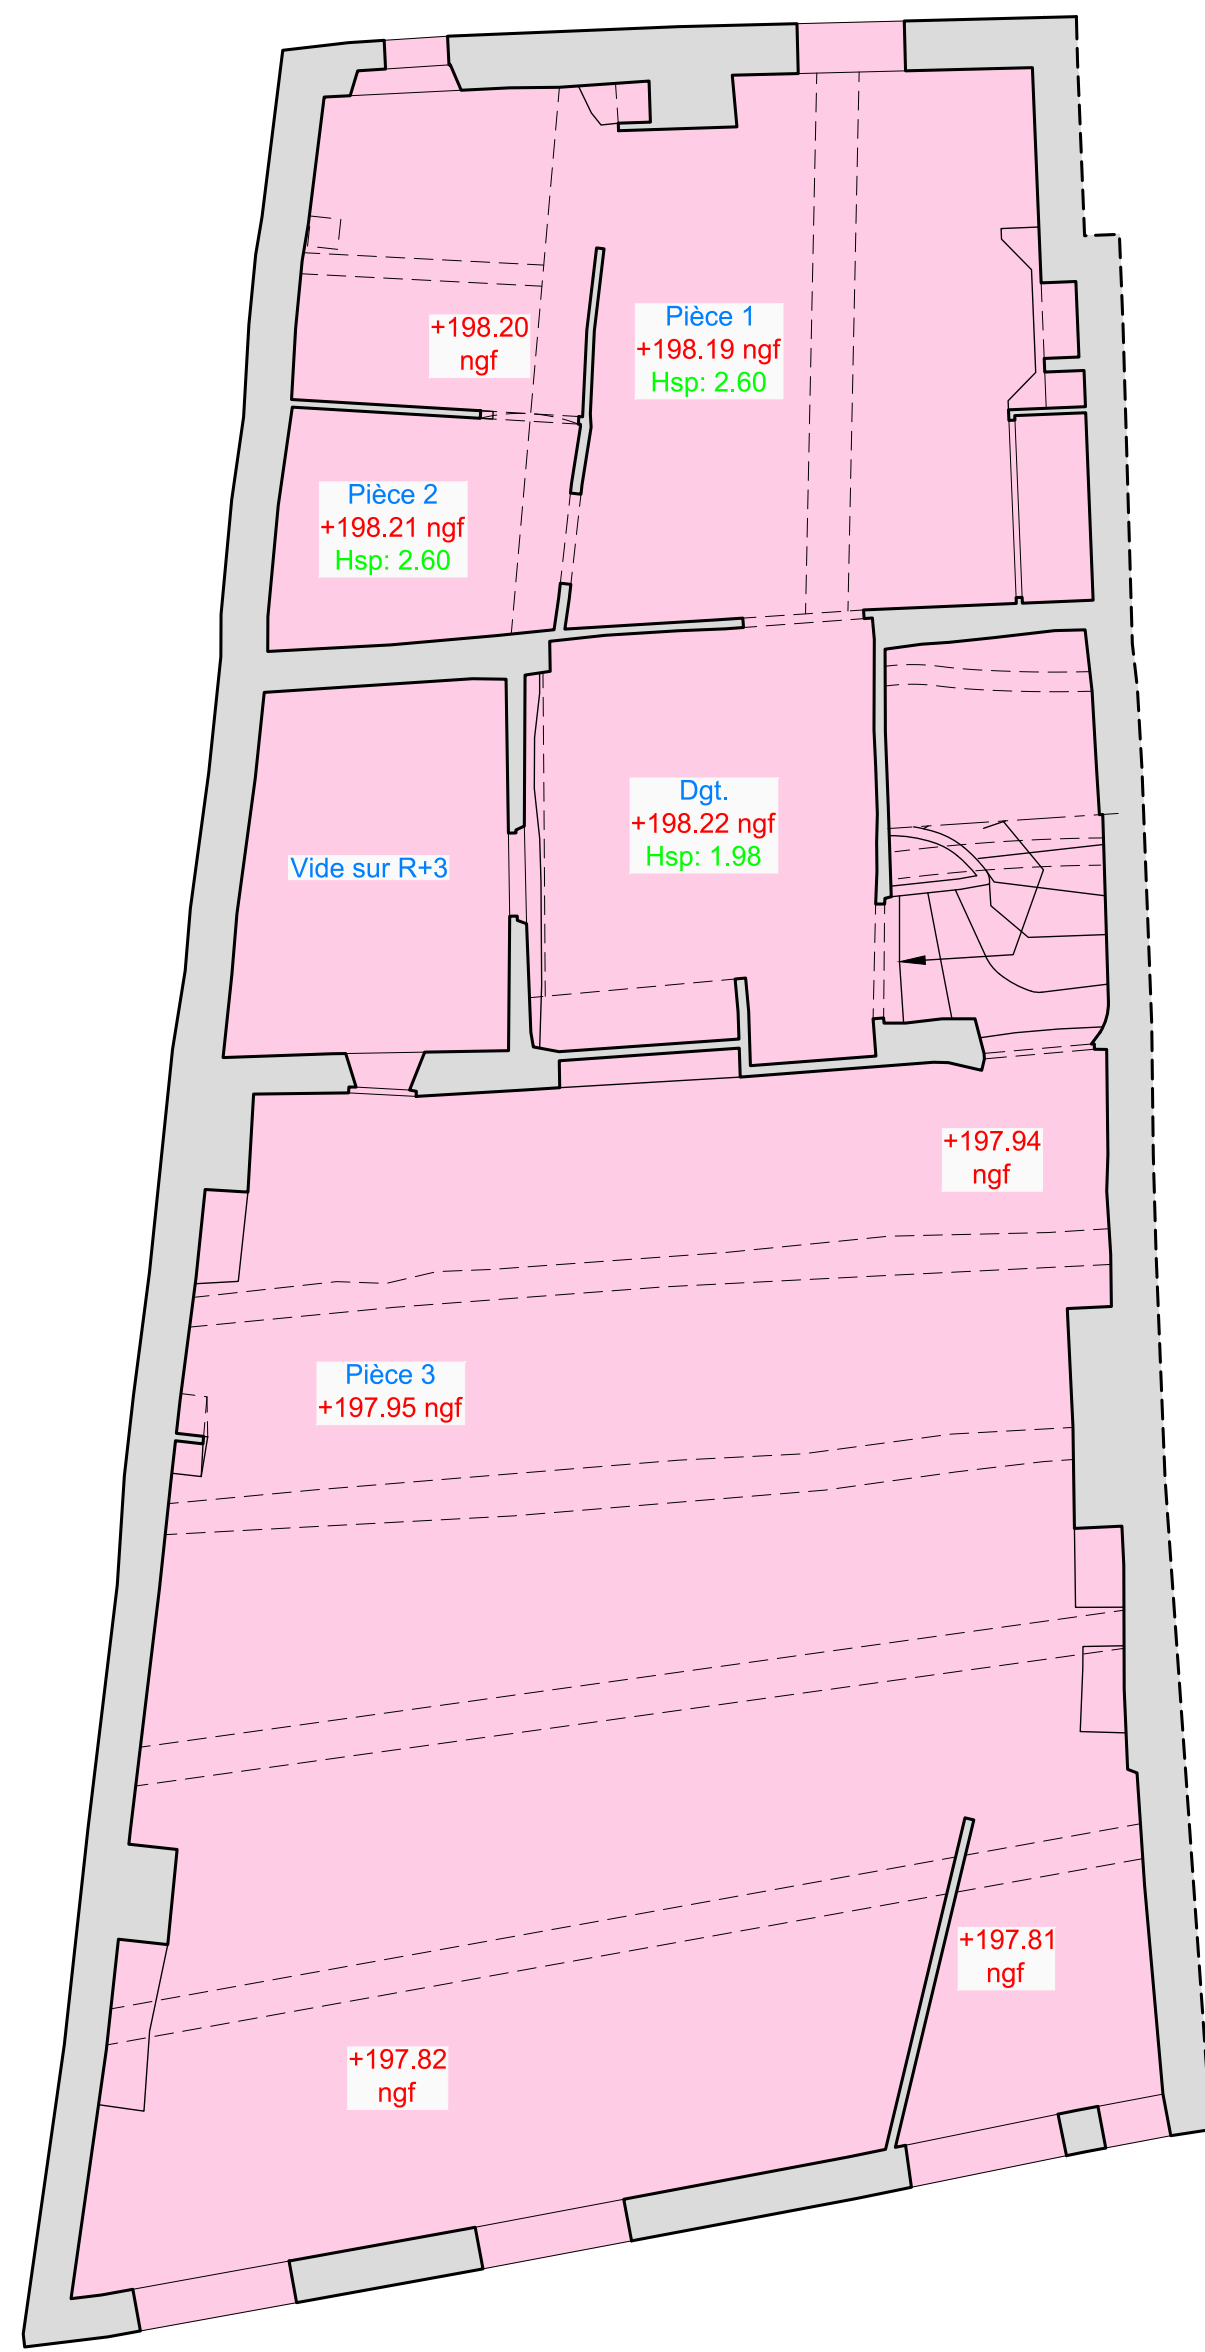 Pièce 1
+198.19 ngf
Hsp: 2.60
+198.20
ngf
Pièce 2
+198.21 ngf
Hsp: 2.60
Dgt.
+198.22 ngf
Hsp: 1.98
Vide sur R+3
+197.94
ngf
Pièce 3
+197.95 ngf
+197.81
ngf
+197.82
ngf